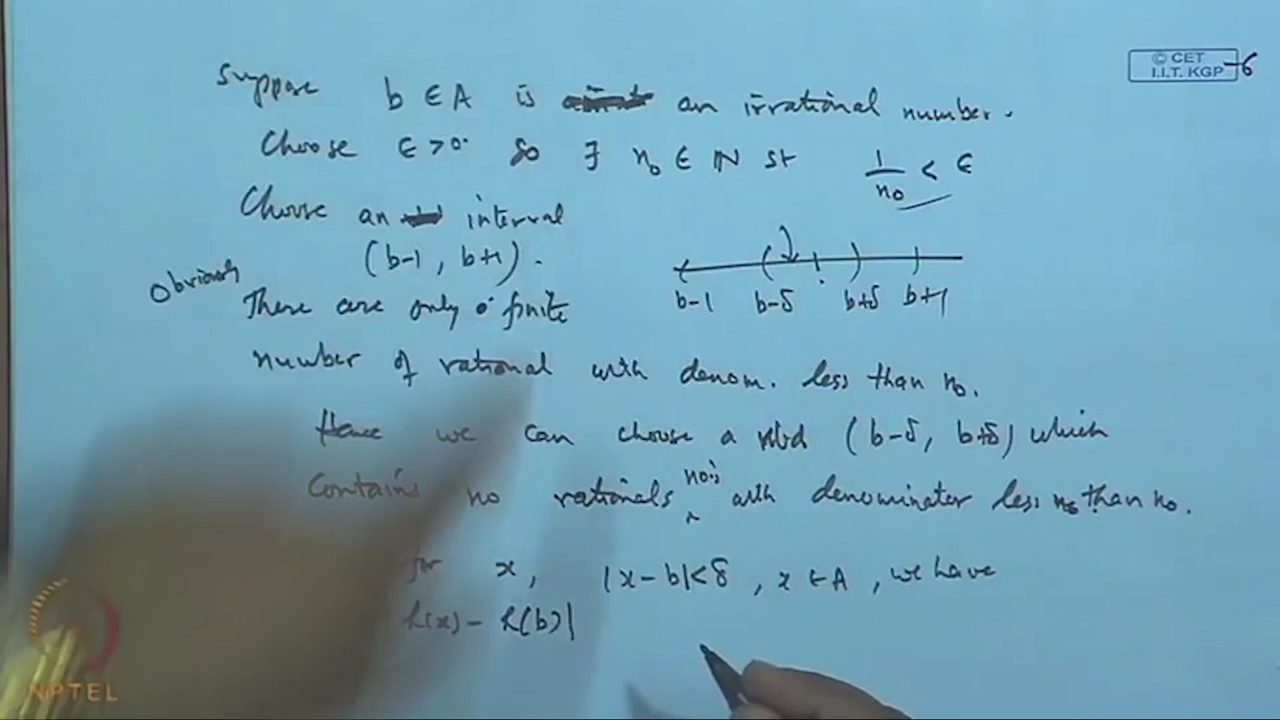 © CET
I.I.T. KGP
-6
Suppose b ∈ A is an irrational number.
Choose ε > 0. So ∃ n₀ ∈ ℕ st 1/n₀ < ε
Choose an interval
(b-1, b+1).
b-1 b-δ b+δ b+1
Obviously
There are only finite
number of rational with denom. less than n₀.
Hence we can choose a nbd (b-δ, b+δ) which
Contains no rationals no's with denominator less n₀ than n₀.
for x, |x-b|<δ, x ∈ A, we have
h(x) - h(b)|
NPTEL